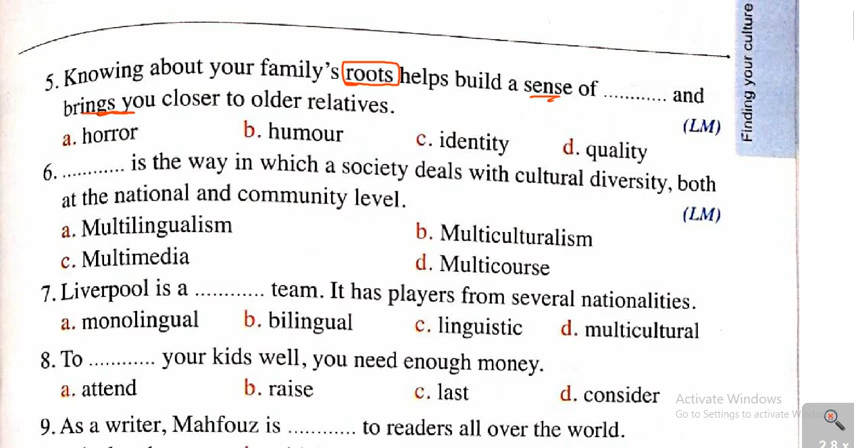 5. Knowing about your family's roots helps build a sense of ............ and
brings you closer to older relatives. (LM)
a. horror b. humour c. identity d. quality
6. ............ is the way in which a society deals with cultural diversity, both
at the national and community level. (LM)
a. Multilingualism b. Multiculturalism
c. Multimedia d. Multicourse
7. Liverpool is a ............ team. It has players from several nationalities.
a. monolingual b. bilingual c. linguistic d. multicultural
8. To ............ your kids well, you need enough money.
a. attend b. raise c. last d. consider
9. As a writer, Mahfouz is ............ to readers all over the world.
Finding your culture
Activate Windows
Go to Settings to activate
2.8 x